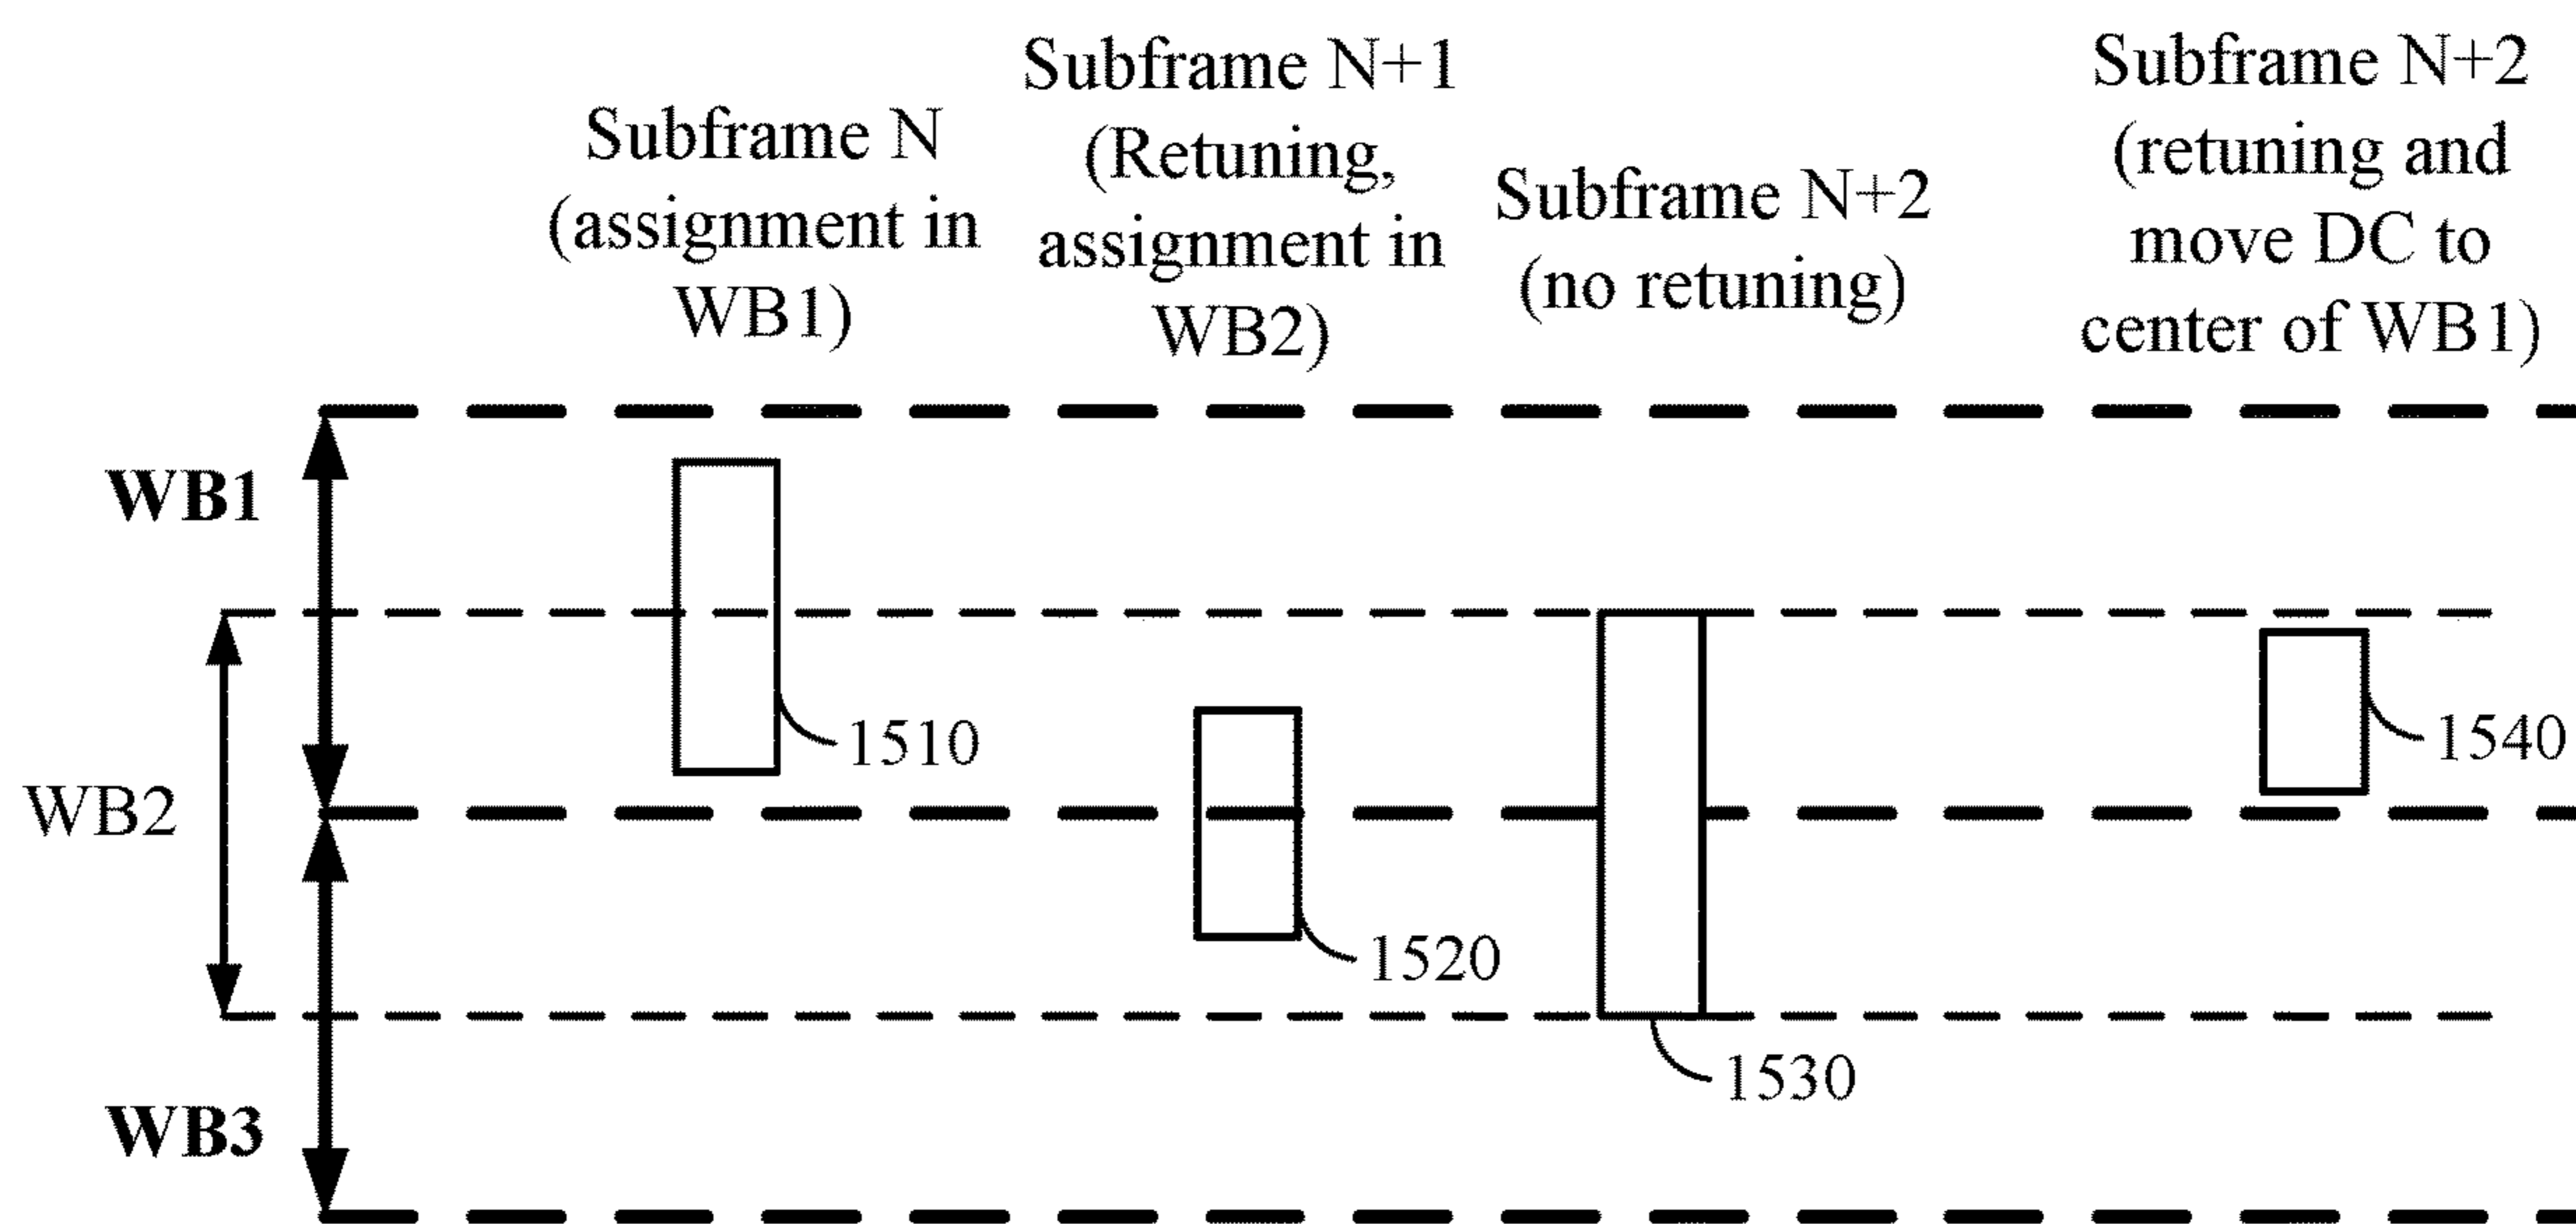 Subframe N
(assignment in
WB1)
Subframe N+1
(Retuning,
assignment in
WB2)
Subframe N+2
(no retuning)
Subframe N+2
(retuning and
move DC to
center of WB1)
WB1
1510
1540
WB2
1520
1530
WB3